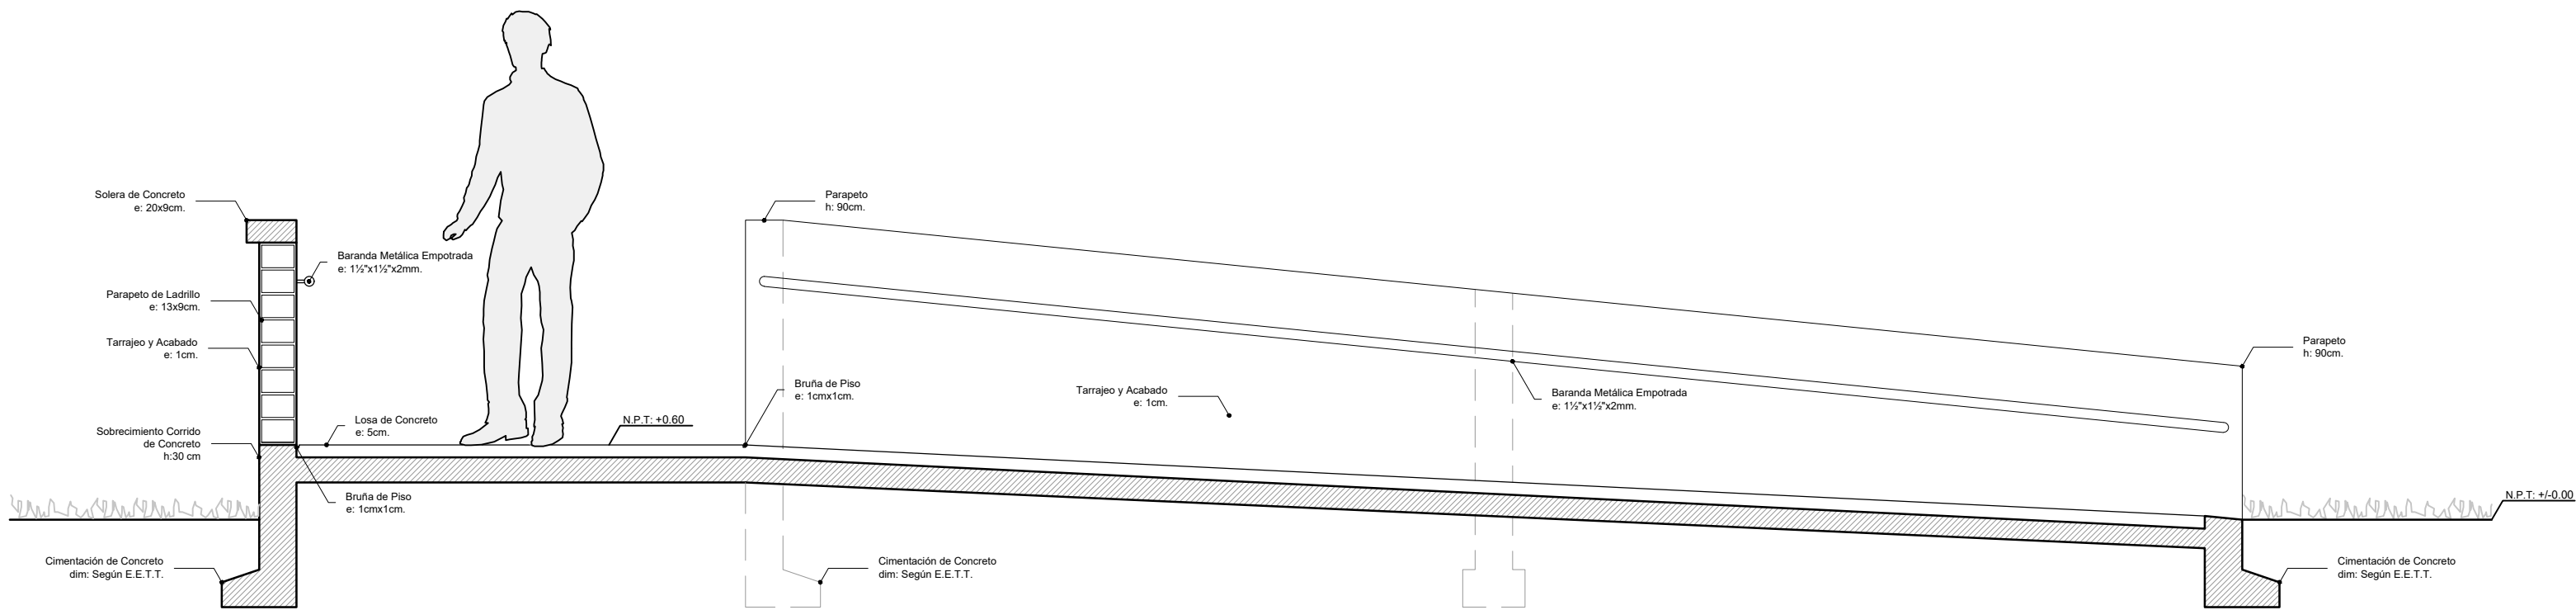 Solera de Concreto
e: 20x9cm.
Baranda Metálica Empotrada
e: 1½"x1½"x2mm.
Parapeto de Ladrillo
e: 13x9cm.
Tarrajeo y Acabado
e: 1cm.
Sobrecimiento Corrido
de Concreto
h:30 cm
Losa de Concreto
e: 5cm.
Bruña de Piso
e: 1cmx1cm.
Cimentación de Concreto
dim: Según E.E.T.T.
N.P.T: +0.60
Parapeto
h: 90cm.
Bruña de Piso
e: 1cmx1cm.
Cimentación de Concreto
dim: Según E.E.T.T.
Tarrajeo y Acabado
e: 1cm.
Baranda Metálica Empotrada
e: 1½"x1½"x2mm.
Parapeto
h: 90cm.
N.P.T: +/-0.00
Cimentación de Concreto
dim: Según E.E.T.T.